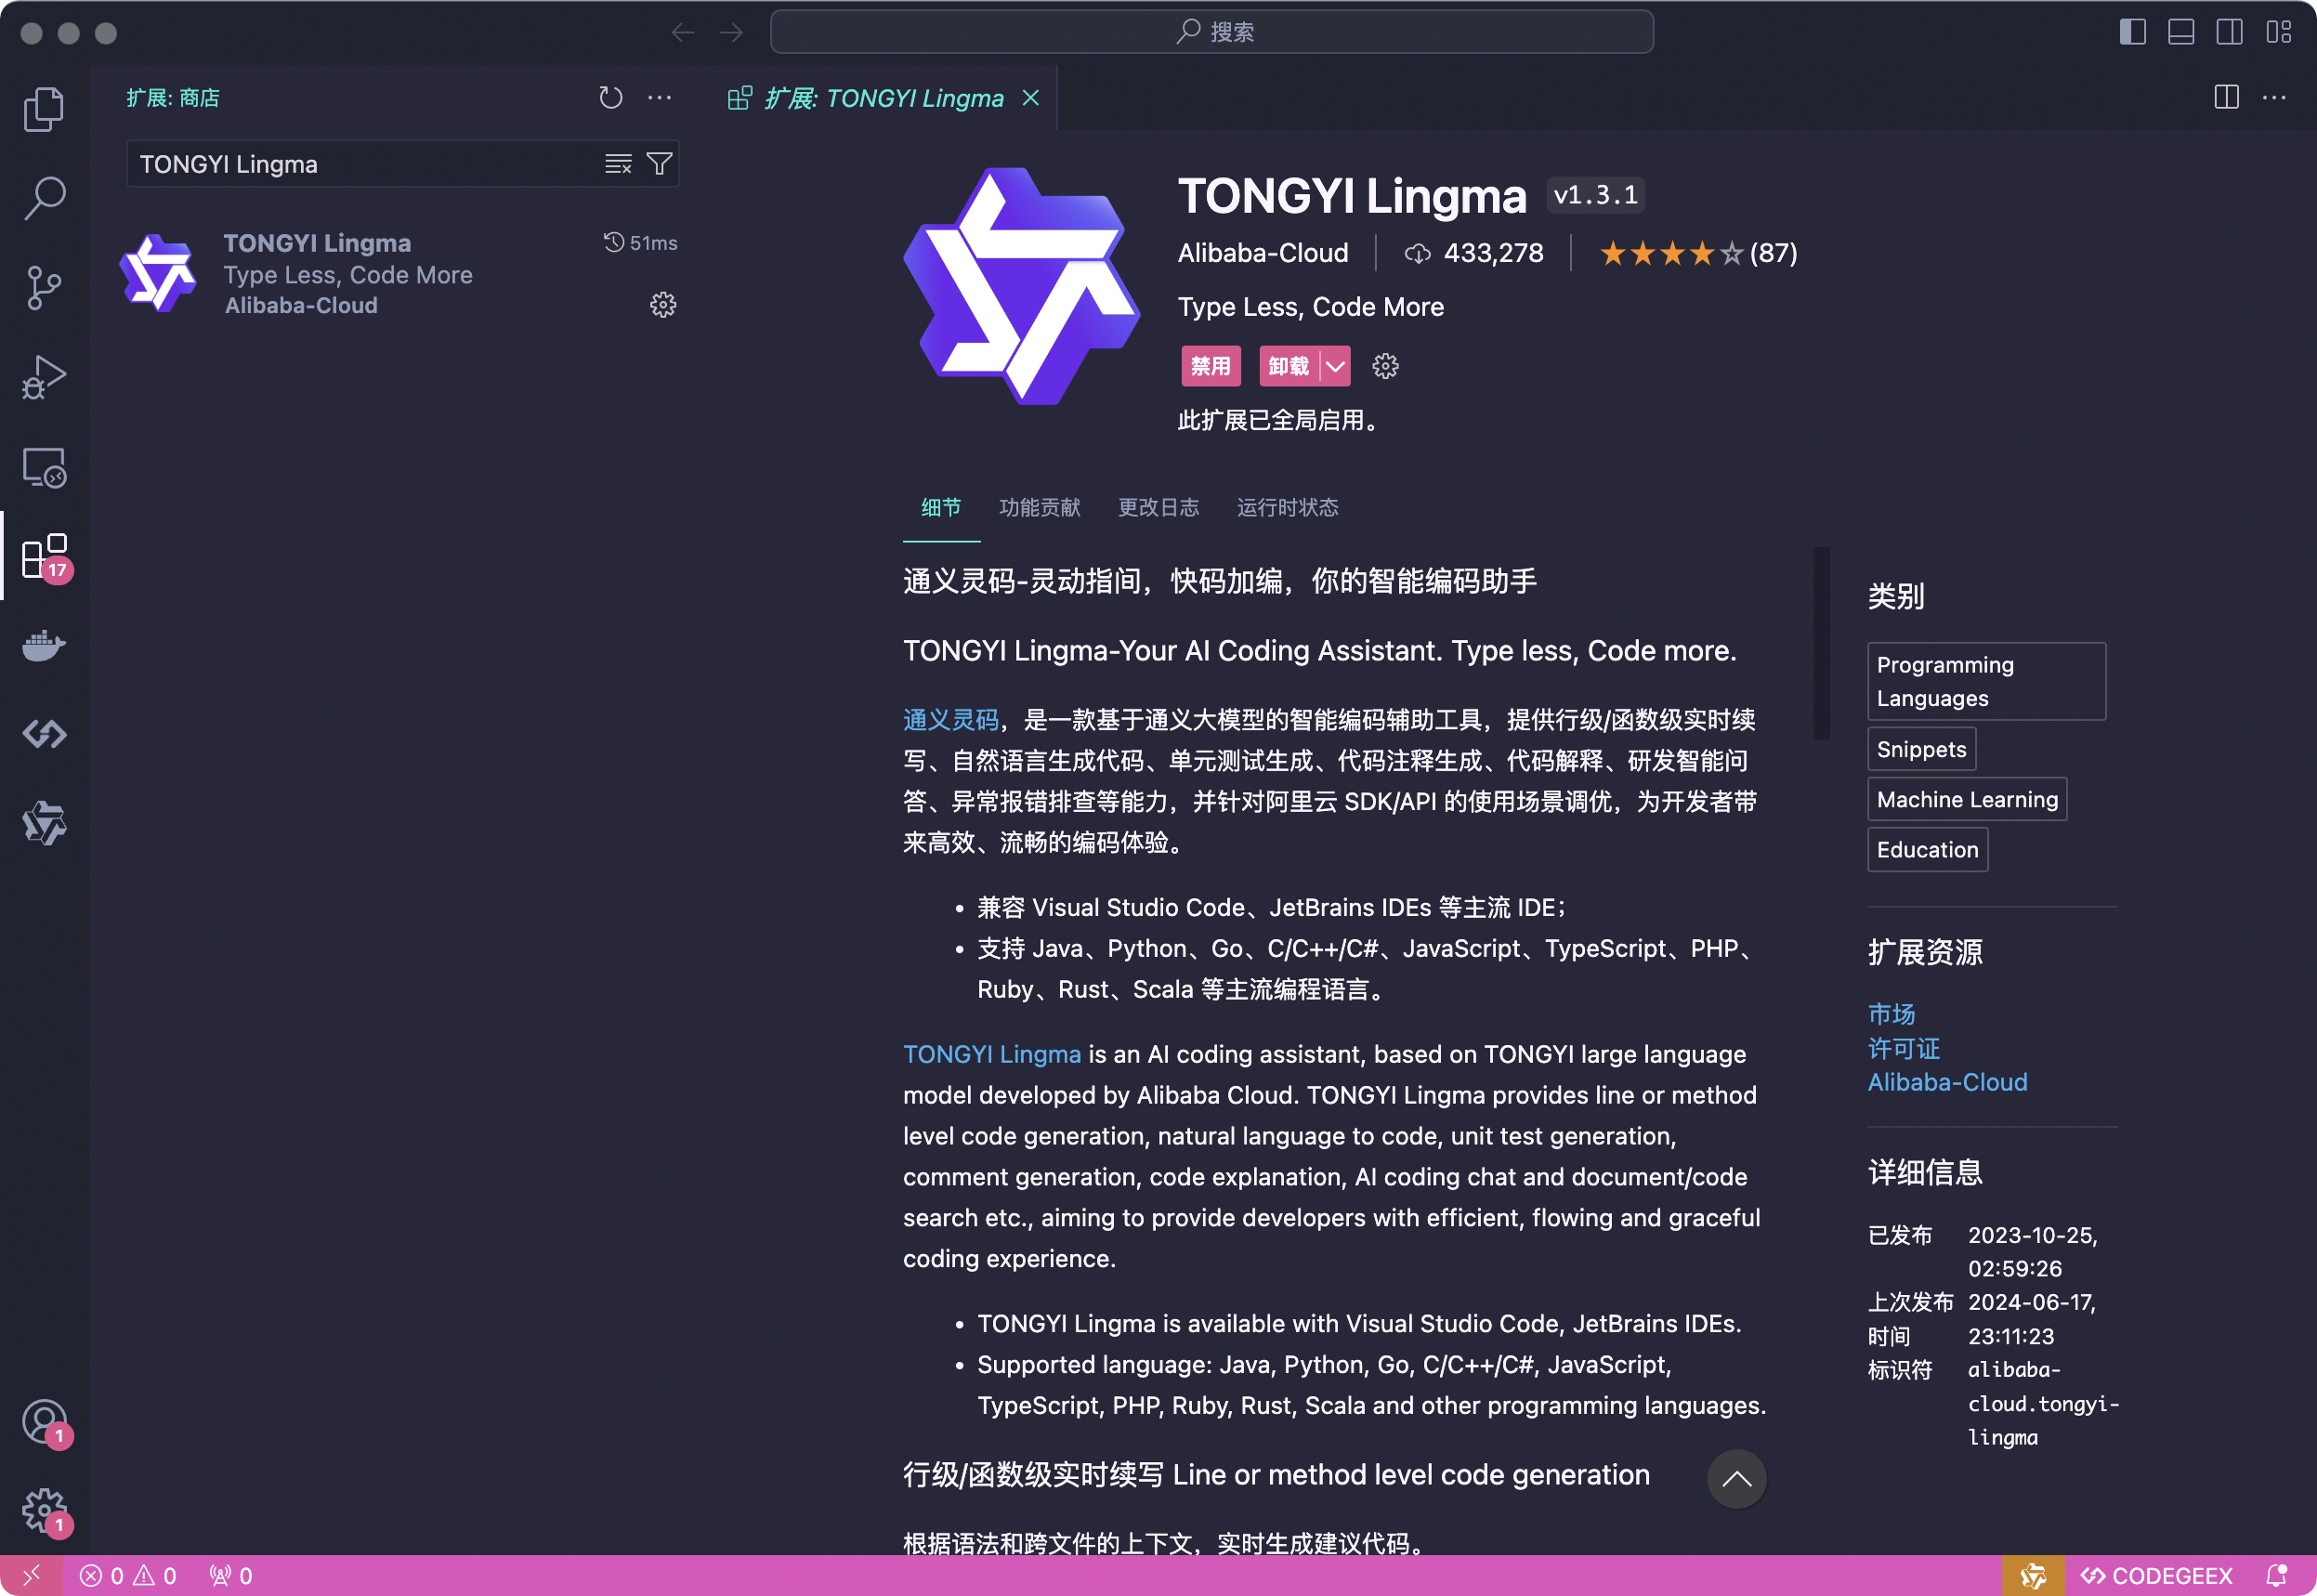 搜索
扩展: 商店
扩展: TONGYI Lingma
TONGYI Lingma
TONGYI Lingma
51ms
Type Less, Code More
Alibaba-Cloud
TONGYI Lingma v1.3.1
Alibaba-Cloud 433,278 (87)
Type Less, Code More
禁用 卸载
此扩展已全局启用。
细节 功能贡献 更改日志 运行时状态
通义灵码-灵动指间，快码加编，你的智能编码助手
TONGYI Lingma-Your AI Coding Assistant. Type less, Code more.
通义灵码，是一款基于通义大模型的智能编码辅助工具，提供行级/函数级实时续
写、自然语言生成代码、单元测试生成、代码注释生成、代码解释、研发智能问
答、异常报错排查等能力，并针对阿里云 SDK/API 的使用场景调优，为开发者带
来高效、流畅的编码体验。
• 兼容 Visual Studio Code、JetBrains IDEs 等主流 IDE；
• 支持 Java、Python、Go、C/C++/C#、JavaScript、TypeScript、PHP、
Ruby、Rust、Scala 等主流编程语言。
TONGYI Lingma is an AI coding assistant, based on TONGYI large language
model developed by Alibaba Cloud. TONGYI Lingma provides line or method
level code generation, natural language to code, unit test generation,
comment generation, code explanation, AI coding chat and document/code
search etc., aiming to provide developers with efficient, flowing and graceful
coding experience.
• TONGYI Lingma is available with Visual Studio Code, JetBrains IDEs.
• Supported language: Java, Python, Go, C/C++/C#, JavaScript,
TypeScript, PHP, Ruby, Rust, Scala and other programming languages.
行级/函数级实时续写 Line or method level code generation
根据语法和跨文件的上下文，实时生成建议代码。
类别
Programming
Languages
Snippets
Machine Learning
Education
扩展资源
市场
许可证
Alibaba-Cloud
详细信息
已发布 2023-10-25,
02:59:26
上次发布 2024-06-17,
时间 23:11:23
标识符 alibaba-
cloud.tongyi-
lingma
17
1
1
0 0 0
CODEGEEX